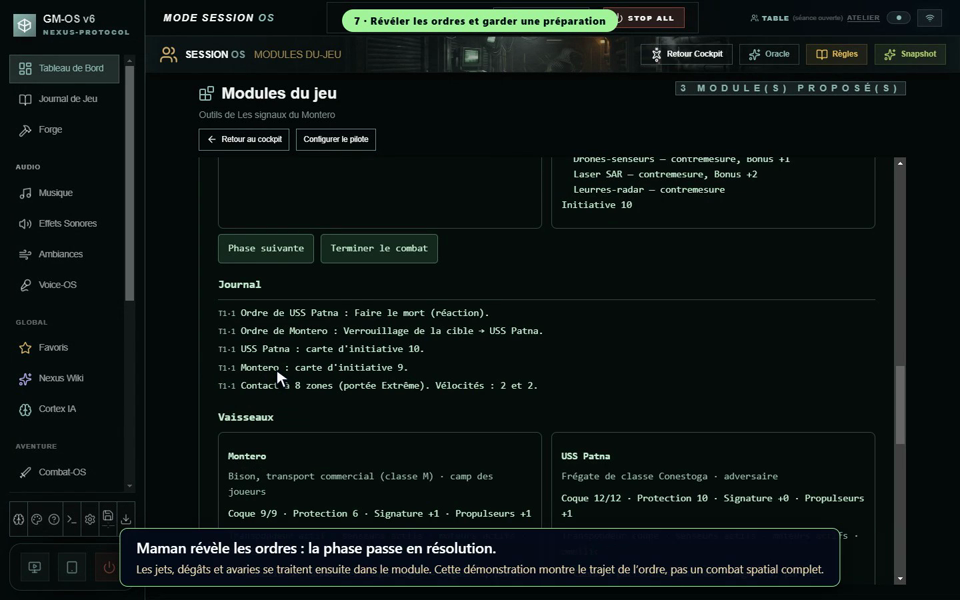 GM-OS v6
NEXUS-PROTOCOL
MODE SESSION OS
7 · Révéler les ordres et garder une préparation
STOP ALL
TABLE (séance ouverte) ATELIER
SESSION OS MODULES DU JEU
Retour Cockpit
Oracle
Règles
Snapshot
Tableau de Bord
Journal de Jeu
Forge
AUDIO
Musique
Effets Sonores
Ambiances
Voice-OS
GLOBAL
Favoris
Nexus Wiki
Cortex IA
AVENTURE
Combat-OS
Modules du jeu
3 MODULE(S) PROPOSÉ(S)
Outils de Les signaux du Montero
Retour au cockpit
Configurer le pilote
Drones-senseurs — contremesure, Bonus +1
Laser SAR — contremesure, Bonus +2
Leurres-radar — contremesure
Initiative 10
Phase suivante
Terminer le combat
Journal
T1-1 Ordre de USS Patna : Faire le mort (réaction).
T1-1 Ordre de Montero : Verrouillage de la cible → USS Patna.
T1-1 USS Patna : carte d'initiative 10.
T1-1 Montero : carte d'initiative 9.
T1-1 Contact à 8 zones (portée Extrême). Vélocités : 2 et 2.
Vaisseaux
Montero
Bison, transport commercial (classe M) · camp des
joueurs
Coque 9/9 · Protection 6 · Signature +1 · Propulseurs +1
USS Patna
Frégate de classe Conestoga · adversaire
Coque 12/12 · Protection 10 · Signature +0 · Propulseurs
+1
Maman révèle les ordres : la phase passe en résolution.
Les jets, dégâts et avaries se traitent ensuite dans le module. Cette démonstration montre le trajet de l'ordre, pas un combat spatial complet.